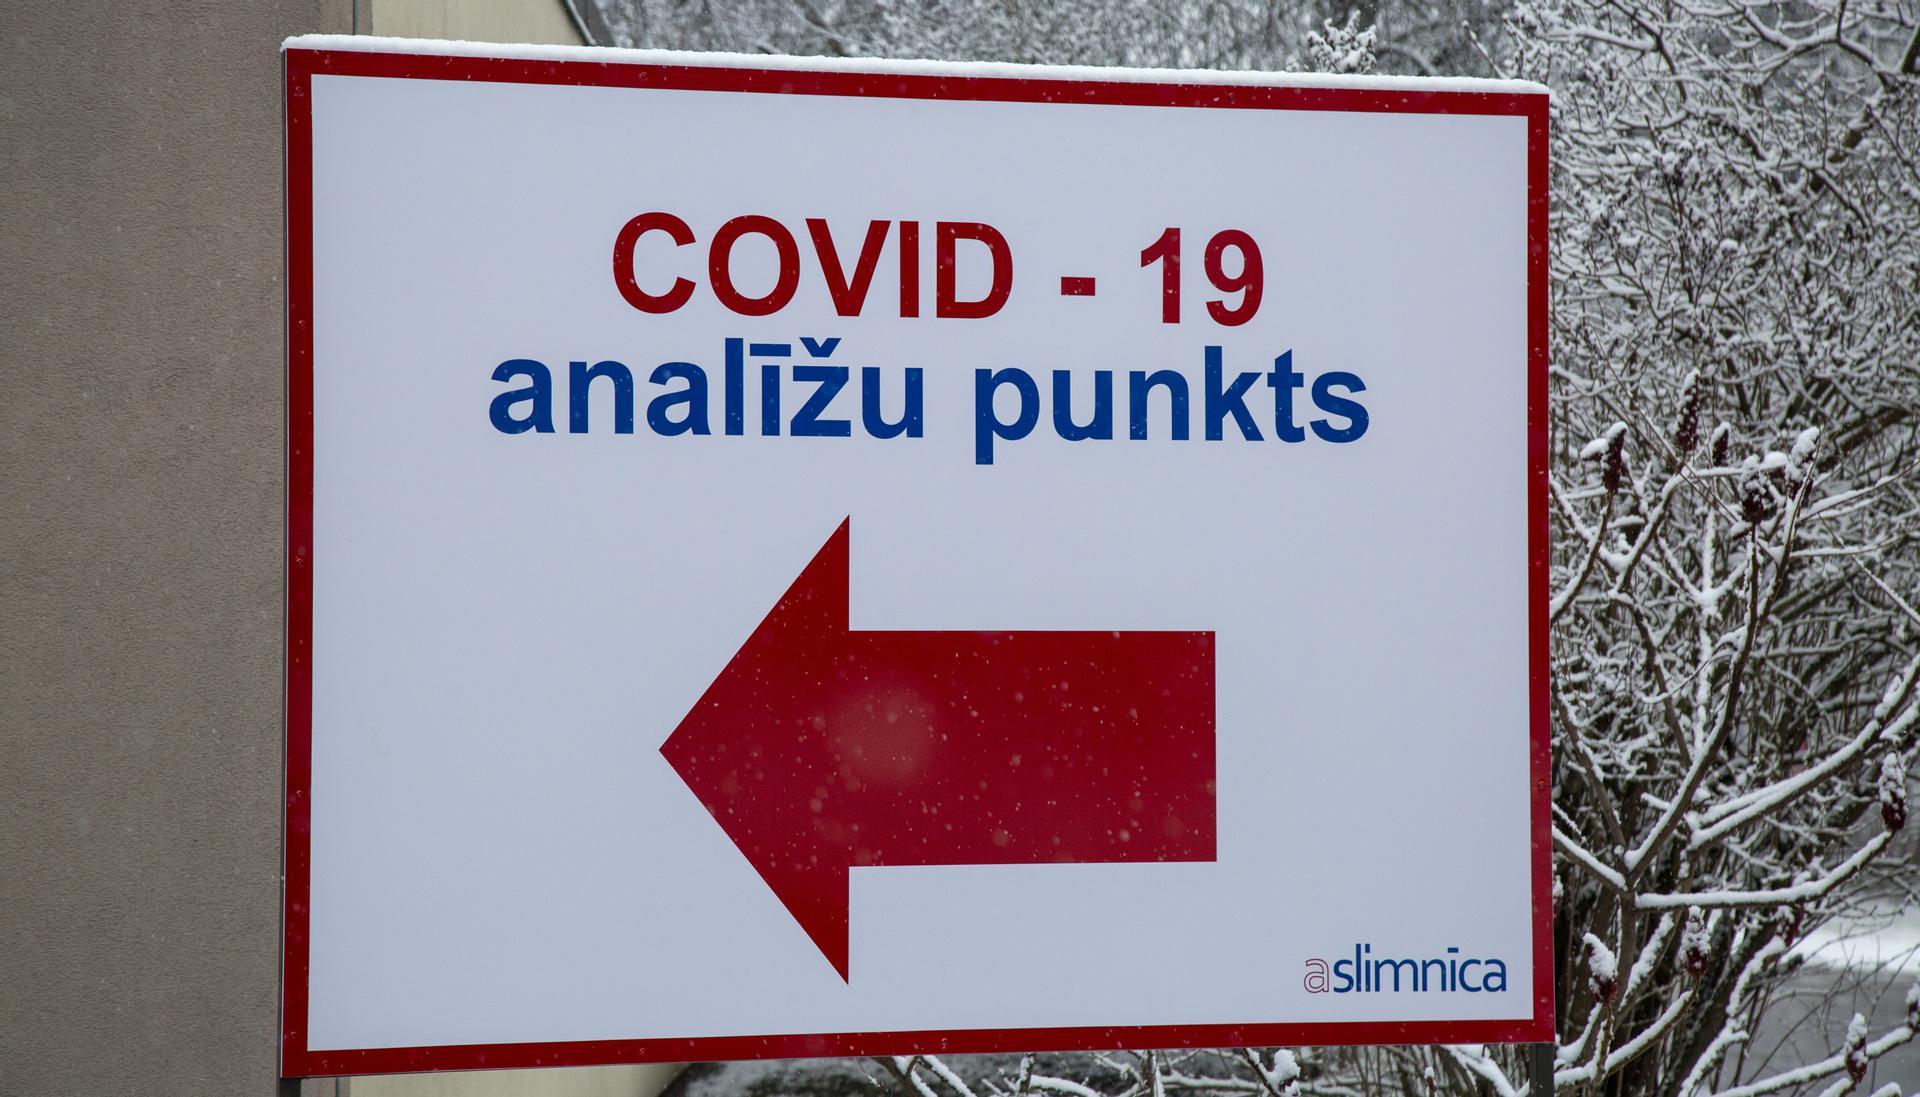 COVID - 19
analīžu punkts
aslimnīca